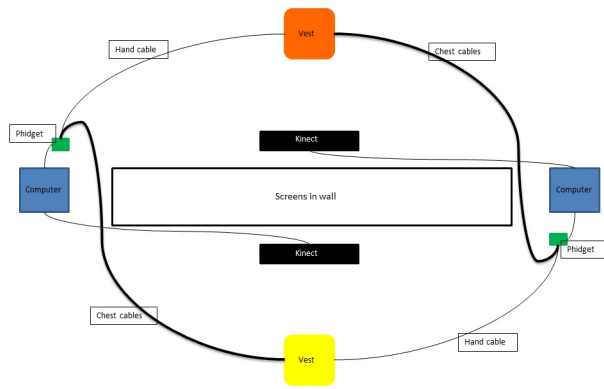 Vest
Hand cable
Chest cables
Phidget
Kinect
Computer
Screens in wall
Computer
Kinect
Phidget
Chest cables
Hand cable
Vest